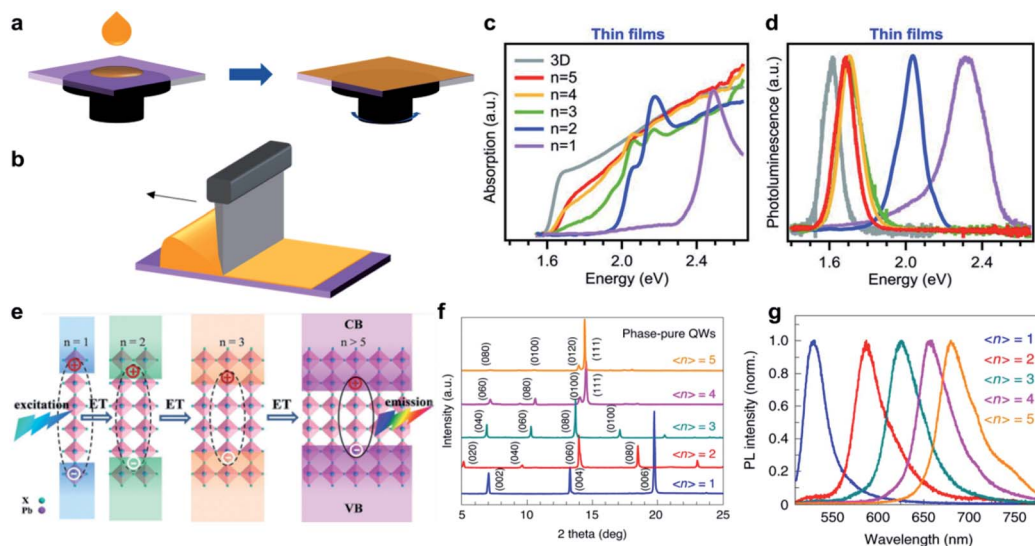 a
b
c
Thin films
Absorption (a.u.)
3D
n=5
n=4
n=3
n=2
n=1
1.6
2.0
2.4
Energy (eV)
d
Thin films
Photoluminescence (a.u.)
1.6
2.0
2.4
Energy (eV)
e
CB
n = 1
n = 2
n = 3
n > 5
excitation
ET
ET
ET
emission
X
Pb
VB
f
Phase-pure QWs
Intensity (a.u.)
(080)
(0100)
(0120)
(111)
<n> = 5
(060)
(080)
(0100)
(111)
<n> = 4
(040)
(060)
(080)
(0100)
<n> = 3
(020)
(040)
(060)
(080)
<n> = 2
(002)
(004)
(006)
<n> = 1
5
10
15
20
25
2 theta (deg)
g
PL intensity (norm.)
1.0
0.8
0.6
0.4
0.2
0
<n> = 1
<n> = 2
<n> = 3
<n> = 4
<n> = 5
550
600
650
700
750
Wavelength (nm)